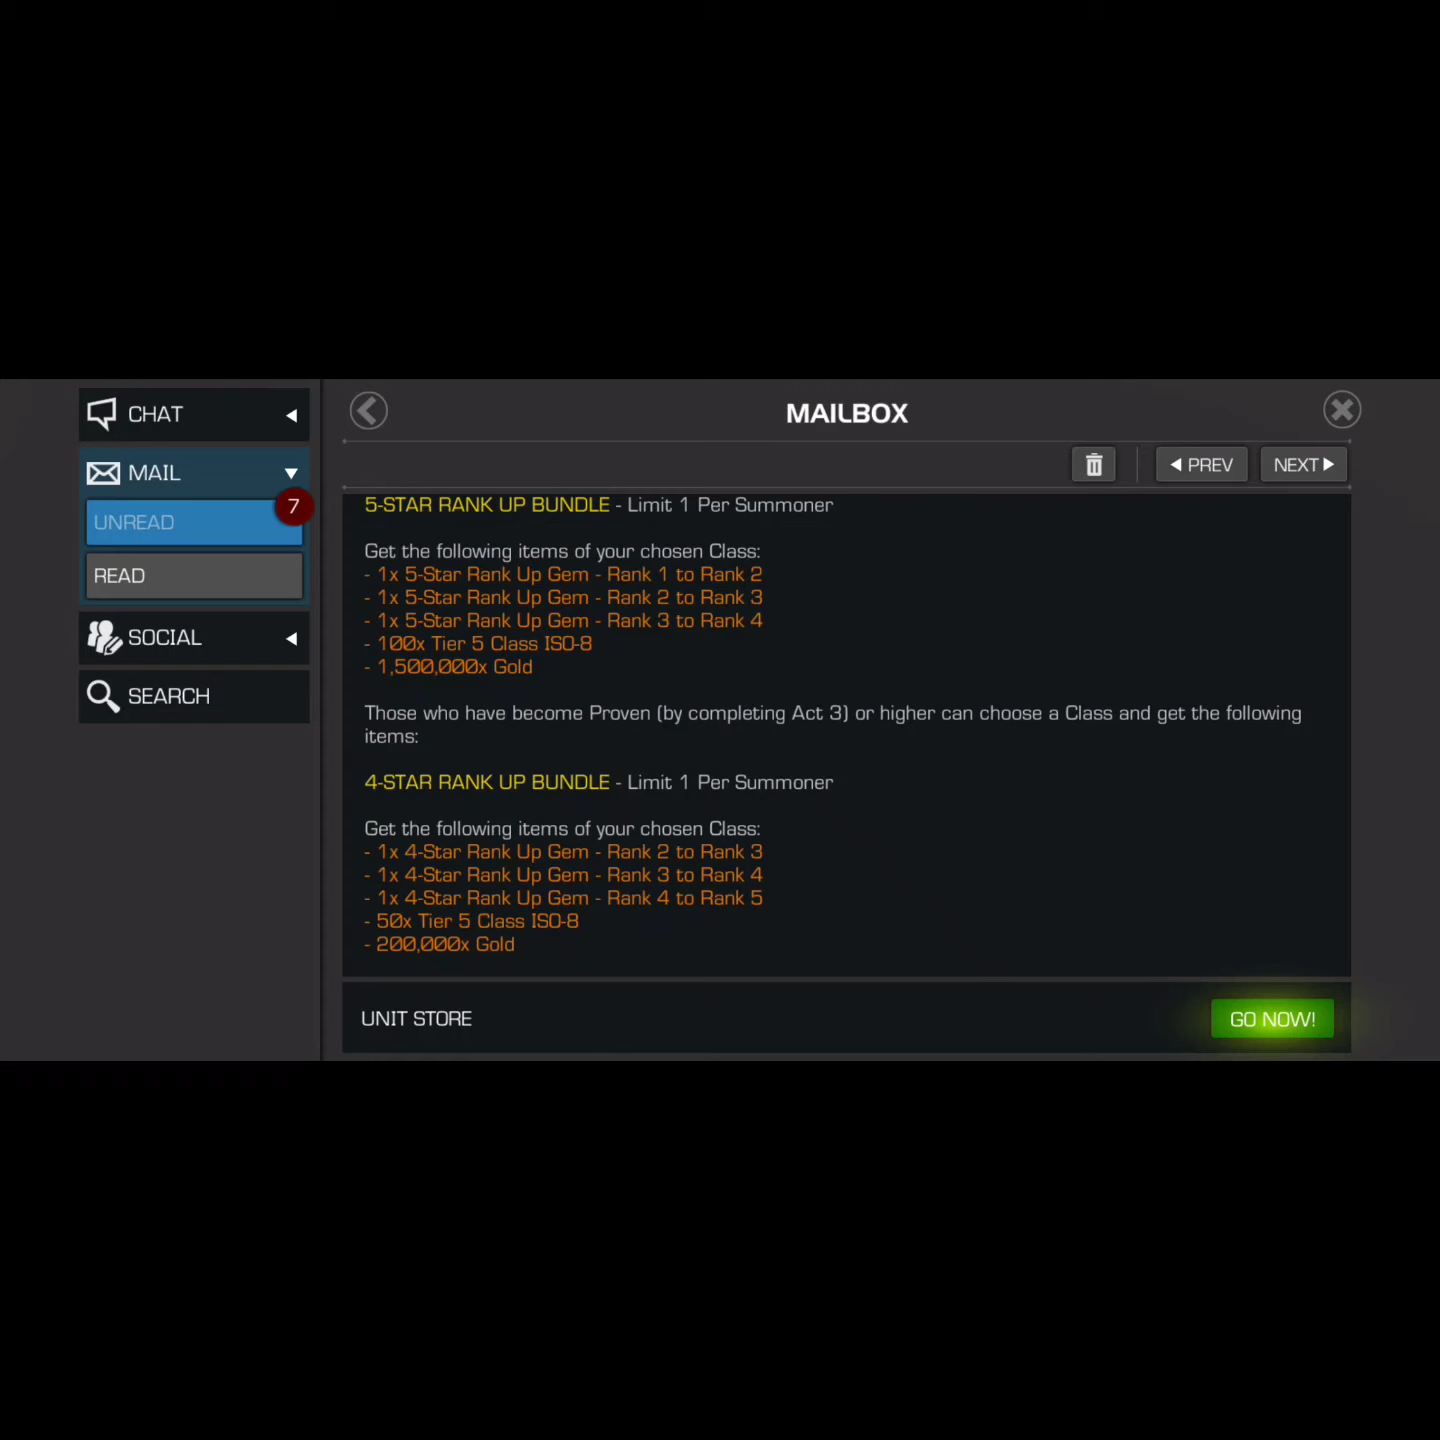 CHAT
MAIL
UNREAD
7
READ
SOCIAL
SEARCH
MAILBOX
PREV
NEXT
5-STAR RANK UP BUNDLE - Limit 1 Per Summoner
Get the following items of your chosen Class:
- 1x 5-Star Rank Up Gem - Rank 1 to Rank 2
- 1x 5-Star Rank Up Gem - Rank 2 to Rank 3
- 1x 5-Star Rank Up Gem - Rank 3 to Rank 4
- 100x Tier 5 Class ISO-8
- 1,500,000x Gold
Those who have become Proven (by completing Act 3) or higher can choose a Class and get the following
items:
4-STAR RANK UP BUNDLE - Limit 1 Per Summoner
Get the following items of your chosen Class:
- 1x 4-Star Rank Up Gem - Rank 2 to Rank 3
- 1x 4-Star Rank Up Gem - Rank 3 to Rank 4
- 1x 4-Star Rank Up Gem - Rank 4 to Rank 5
- 50x Tier 5 Class ISO-8
- 200,000x Gold
UNIT STORE
GO NOW!